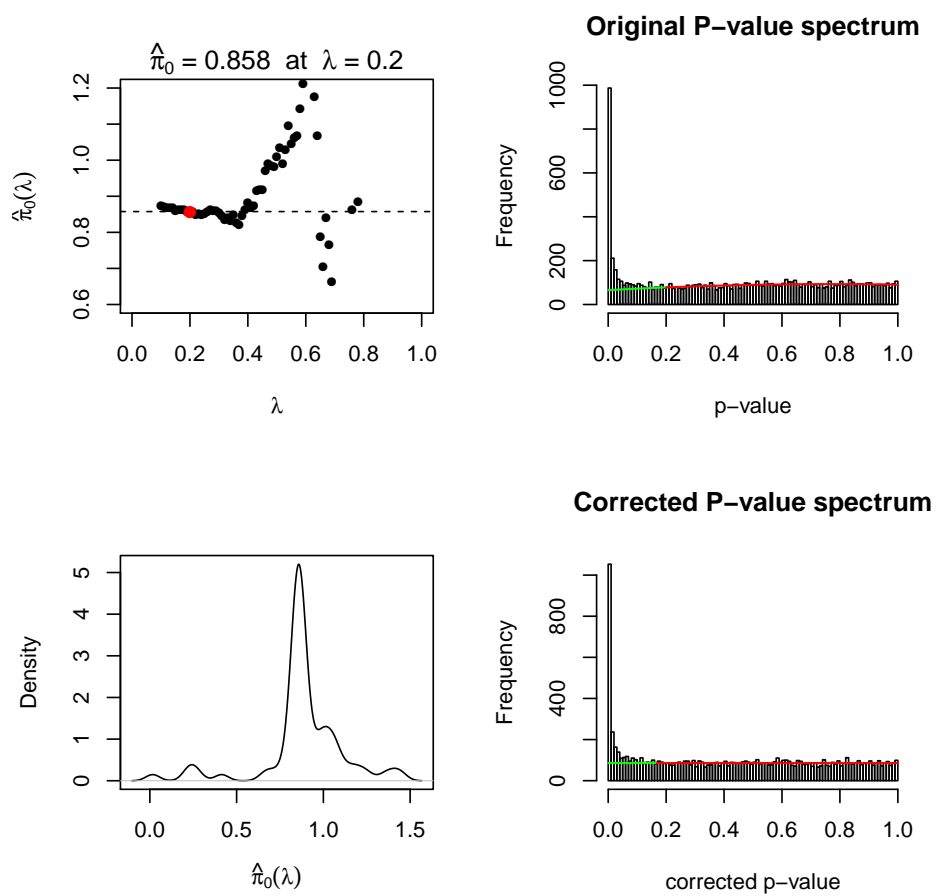 π̂₀ = 0.858 at λ = 0.2
π̂₀(λ)
0.6 0.8 1.0 1.2
0.0 0.2 0.4 0.6 0.8 1.0
λ
Original P−value spectrum
Frequency
0 200 600 1000
0.0 0.2 0.4 0.6 0.8 1.0
p−value
Density
0 1 2 3 4 5
0.0 0.5 1.0 1.5
π̂₀(λ)
Corrected P−value spectrum
Frequency
0 400 800
0.0 0.2 0.4 0.6 0.8 1.0
corrected p−value